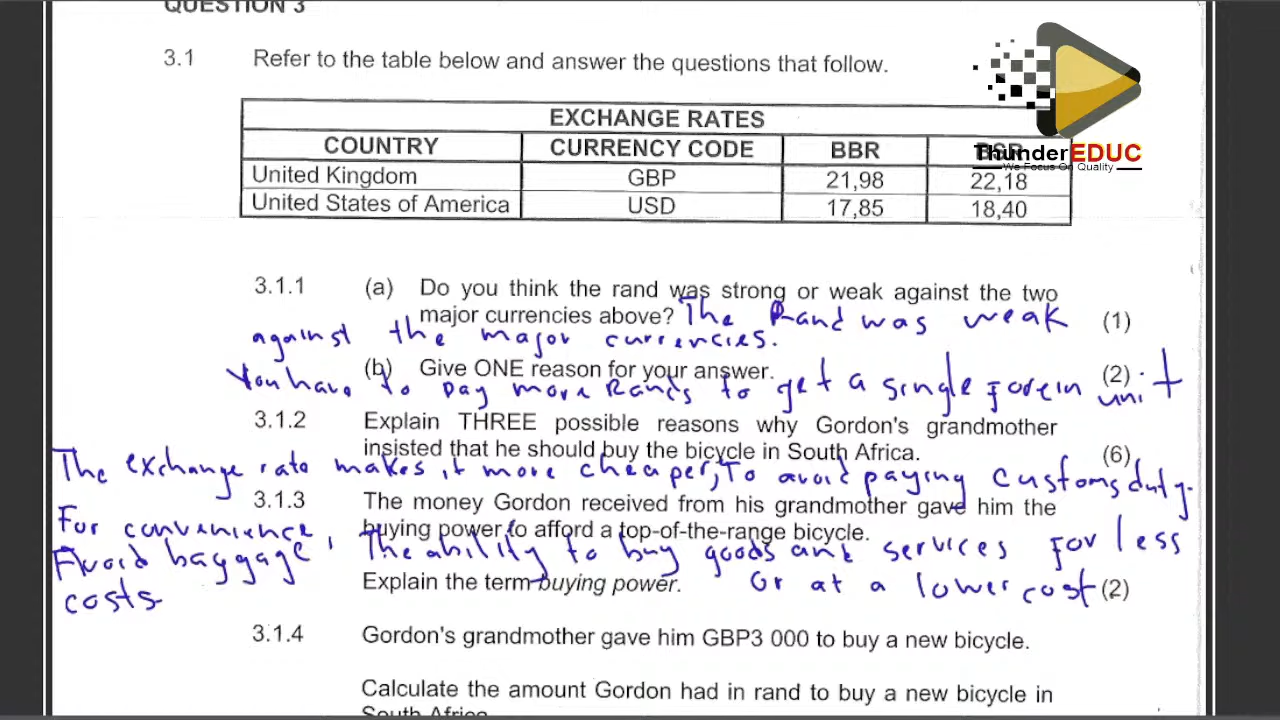 QUESTION 3
3.1 Refer to the table below and answer the questions that follow.
EXCHANGE RATES
COUNTRY CURRENCY CODE BBR BSR
United Kingdom GBP 21,98 22,18
United States of America USD 17,85 18,40
ThunderEDUC
We Focus On Quality
3.1.1 (a) Do you think the rand was strong or weak against the two
major currencies above? The Rand was weak (1)
against the major currencies.
(b) Give ONE reason for your answer. (2)
You have to pay more Rands to get a single forein unit
3.1.2 Explain THREE possible reasons why Gordon's grandmother
insisted that he should buy the bicycle in South Africa. (6)
The exchange rate makes it more cheaper, To avoid paying customs duty.
3.1.3 The money Gordon received from his grandmother gave him the
For convenience buying power to afford a top-of-the-range bicycle.
Avoid baggage , The ability to buy goods and services for less
Explain the term buying power. or at a lower cost (2)
costs
3.1.4 Gordon's grandmother gave him GBP3 000 to buy a new bicycle.
Calculate the amount Gordon had in rand to buy a new bicycle in
South Africa